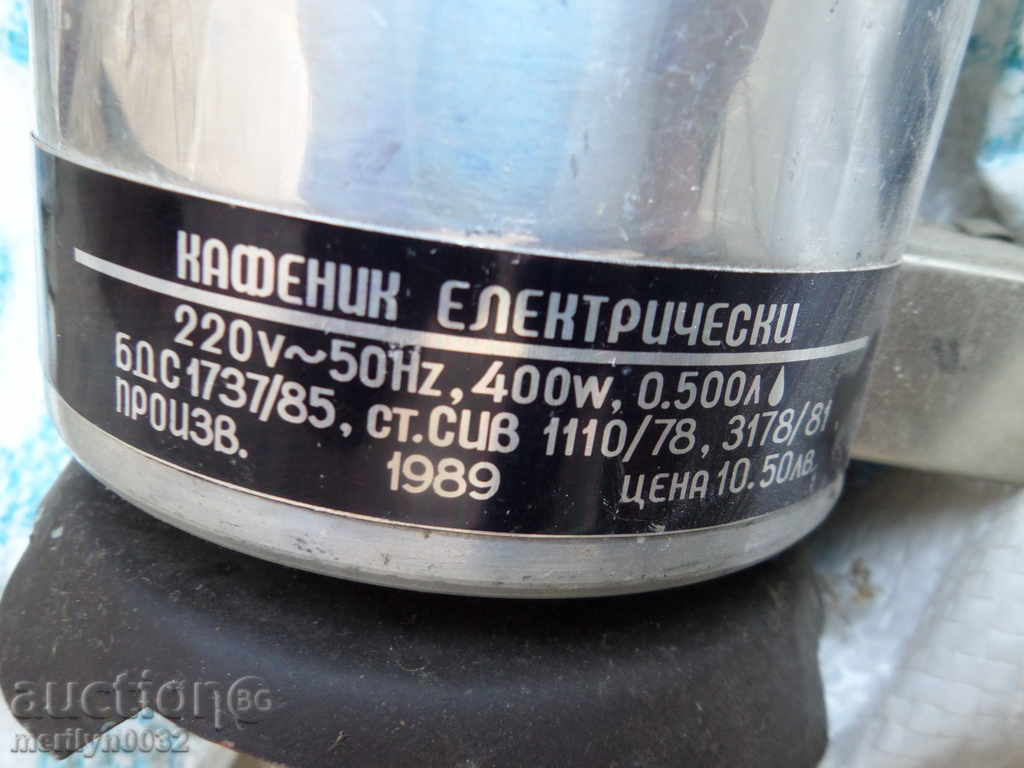 КАФЕНИК ЕЛЕКТРИЧЕСКИ
220V~50Hz, 400W, 0.500Л
БДС 1737/85, СТ.СИВ 1110/78, 3178/81.
ПРОИЗВ. 1989 ЦЕНА 10.50лв.
auction BG
merilyn0032